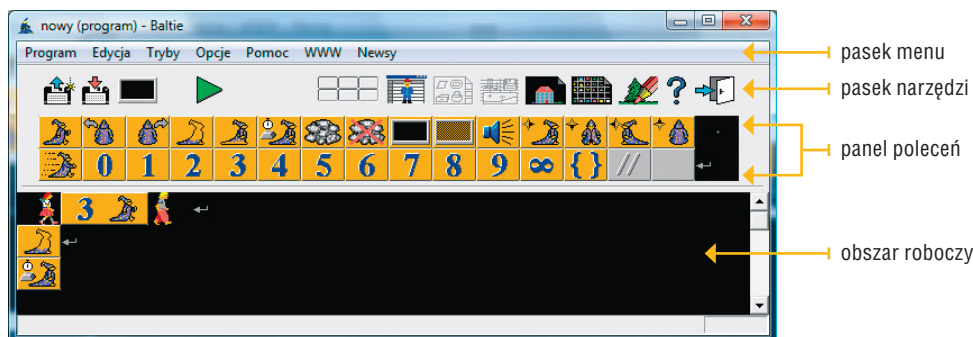 nowy (program) - Baltie
Program Edycja Tryby Opcje Pomoc WWW Newsy
pasek menu
pasek narzędzi
?
panel poleceń
0 1 2 3 4 5 6 7 8 9 ∞ { } //
3
obszar roboczy